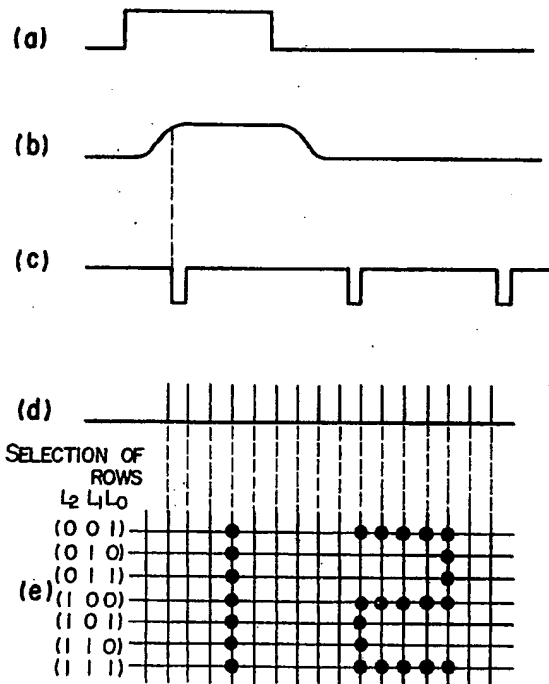 (a)
(b)
(c)
(d)
SELECTION OF
ROWS
L2 L1 L0
(0 0 1)
(0 1 0)
(0 1 1)
(e) (1 0 0)
(1 0 1)
(1 1 0)
(1 1 1)